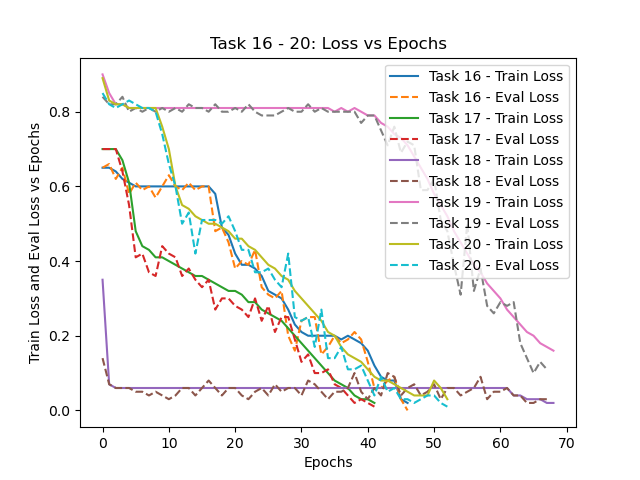 Task 16 - 20: Loss vs Epochs
Train Loss and Eval Loss vs Epochs
0.8
0.6
0.4
0.2
0.0
Task 16 - Train Loss
Task 16 - Eval Loss
Task 17 - Train Loss
Task 17 - Eval Loss
Task 18 - Train Loss
Task 18 - Eval Loss
Task 19 - Train Loss
Task 19 - Eval Loss
Task 20 - Train Loss
Task 20 - Eval Loss
0 10 20 30 40 50 60 70
Epochs